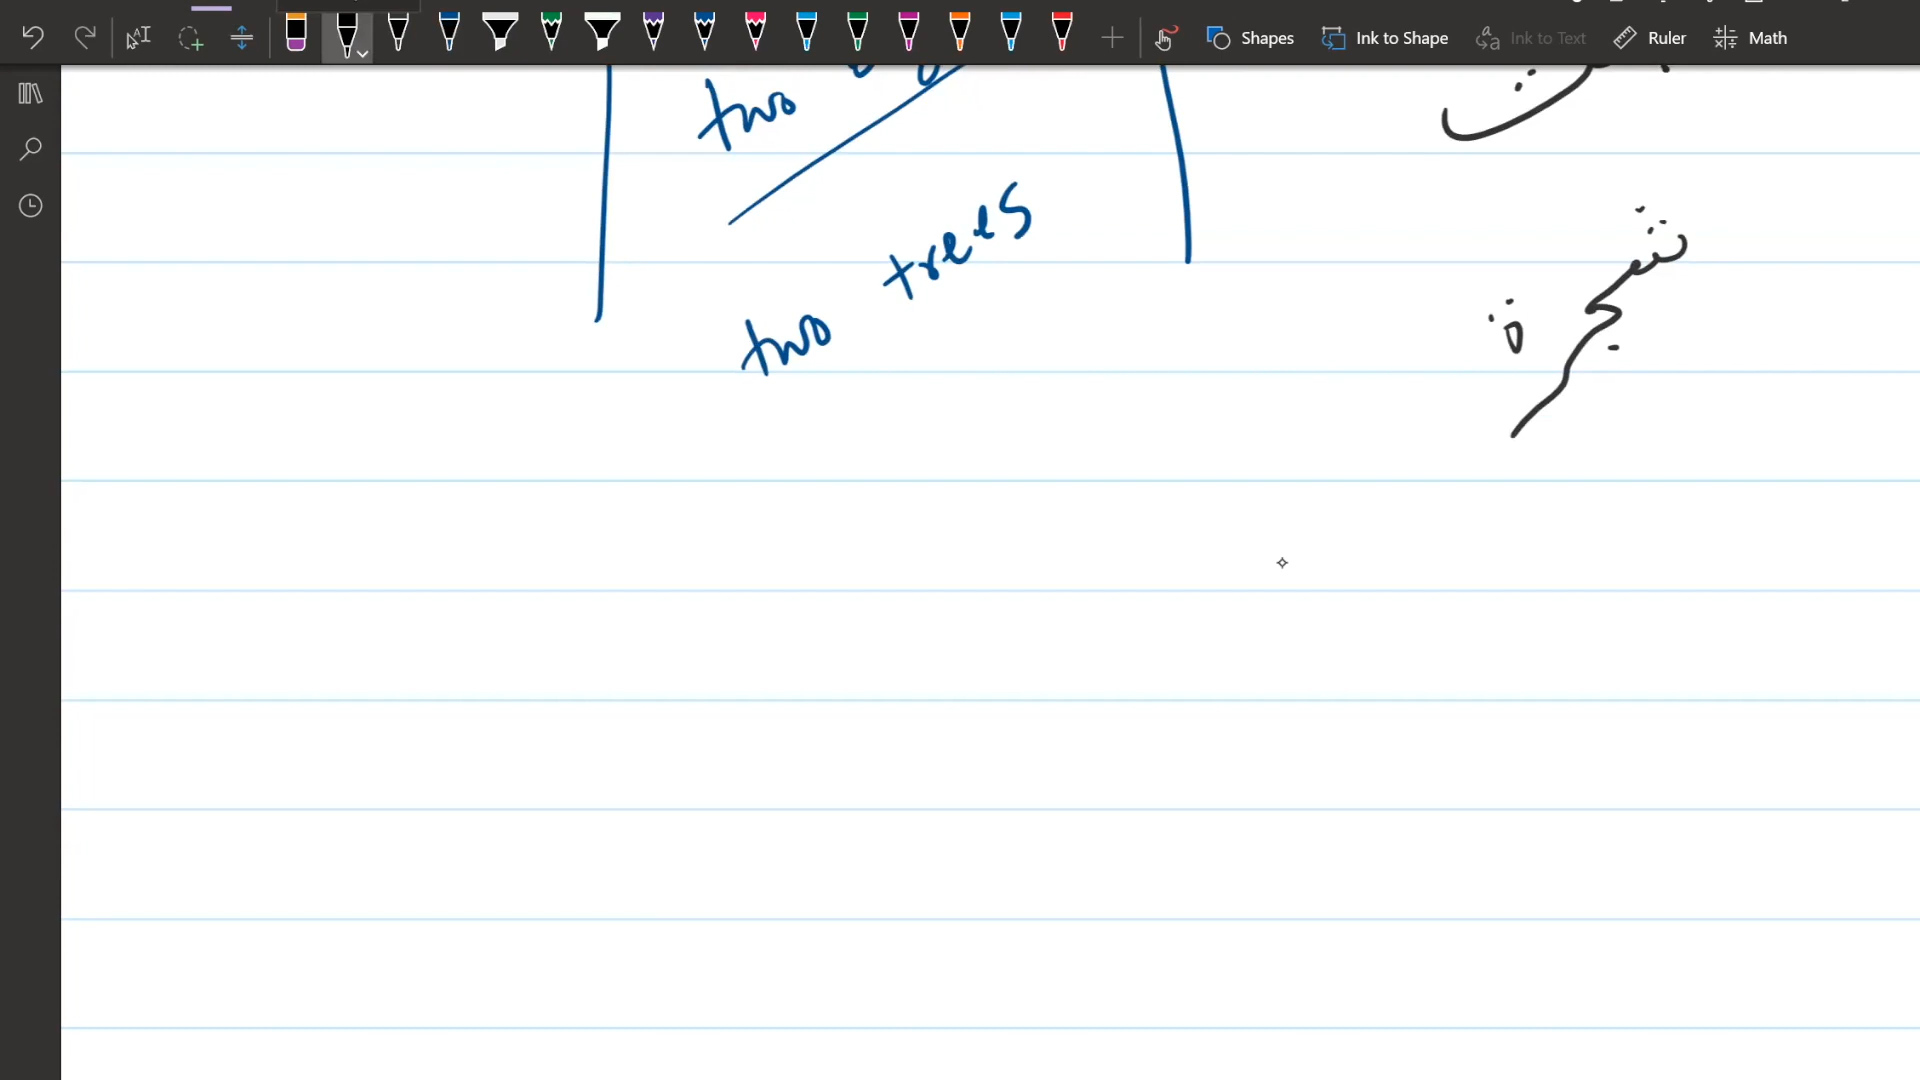 Shapes Ink to Shape Ink to Text Ruler Math
two
two trees
شجرة